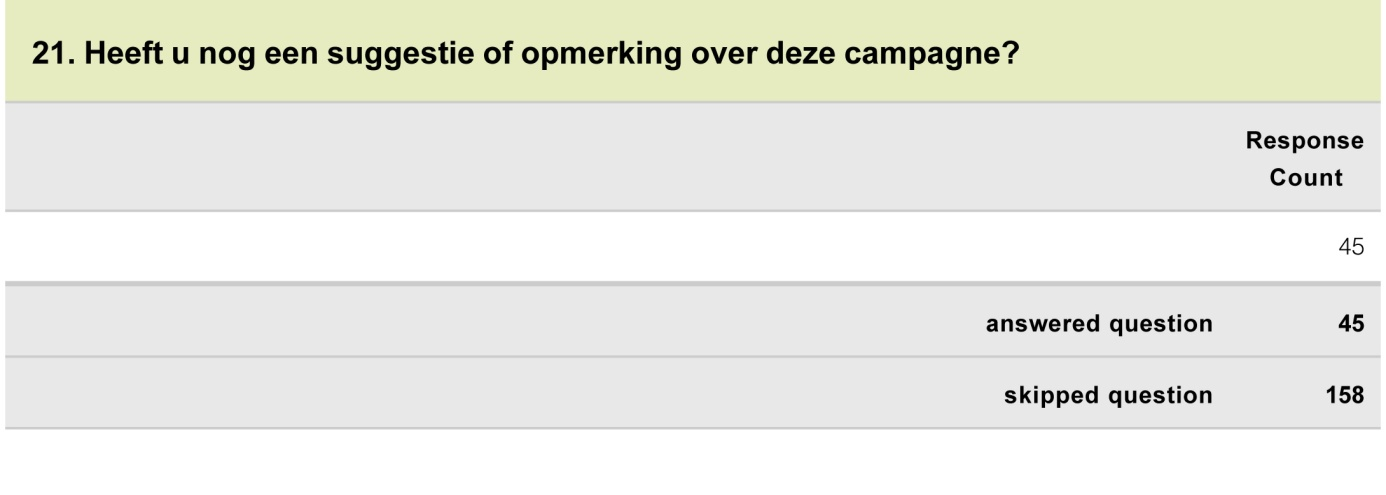 21. Heeft u nog een suggestie of opmerking over deze campagne?
Response
Count
45
answered question 45
skipped question 158